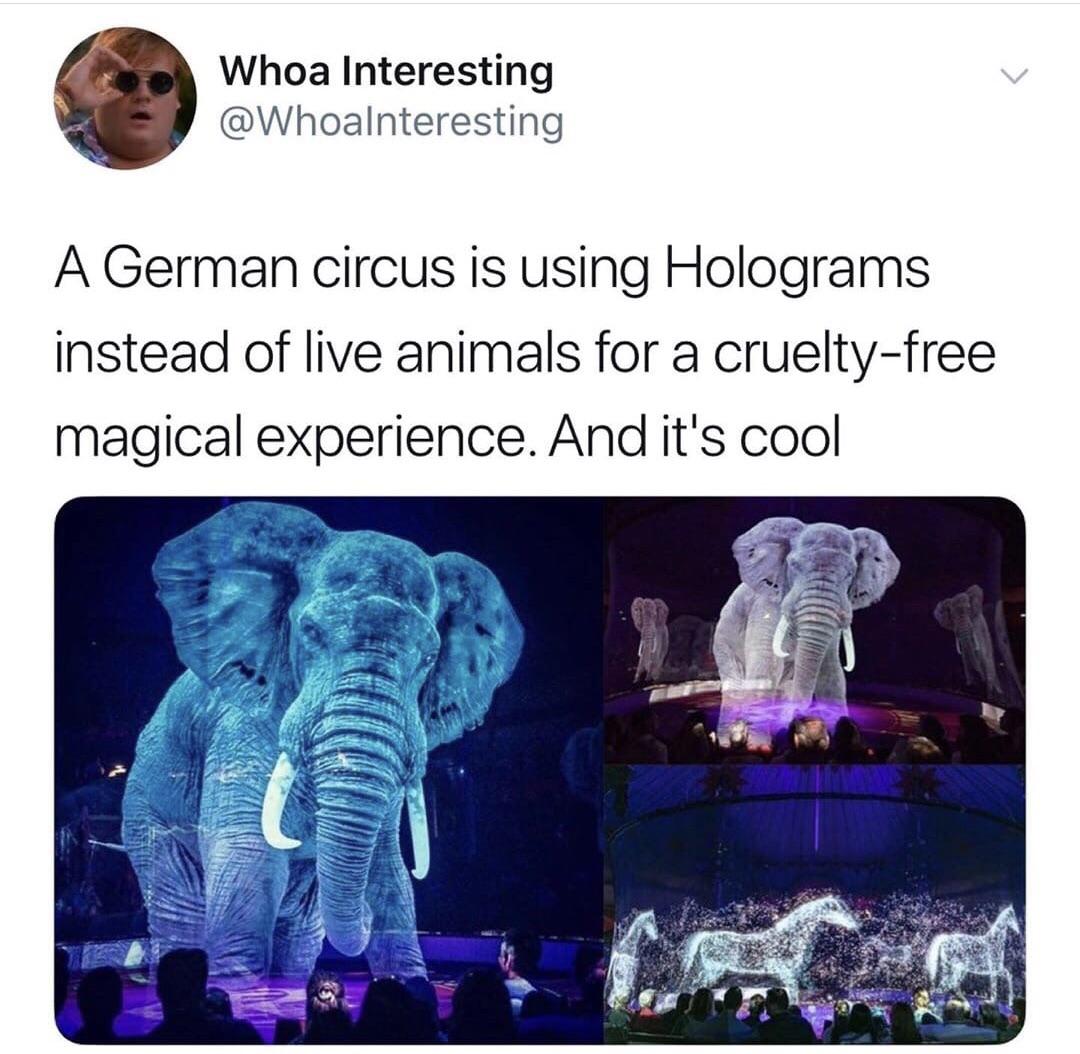 Whoa Interesting
@WhoaInteresting
A German circus is using Holograms
instead of live animals for a cruelty-free
magical experience. And it's cool